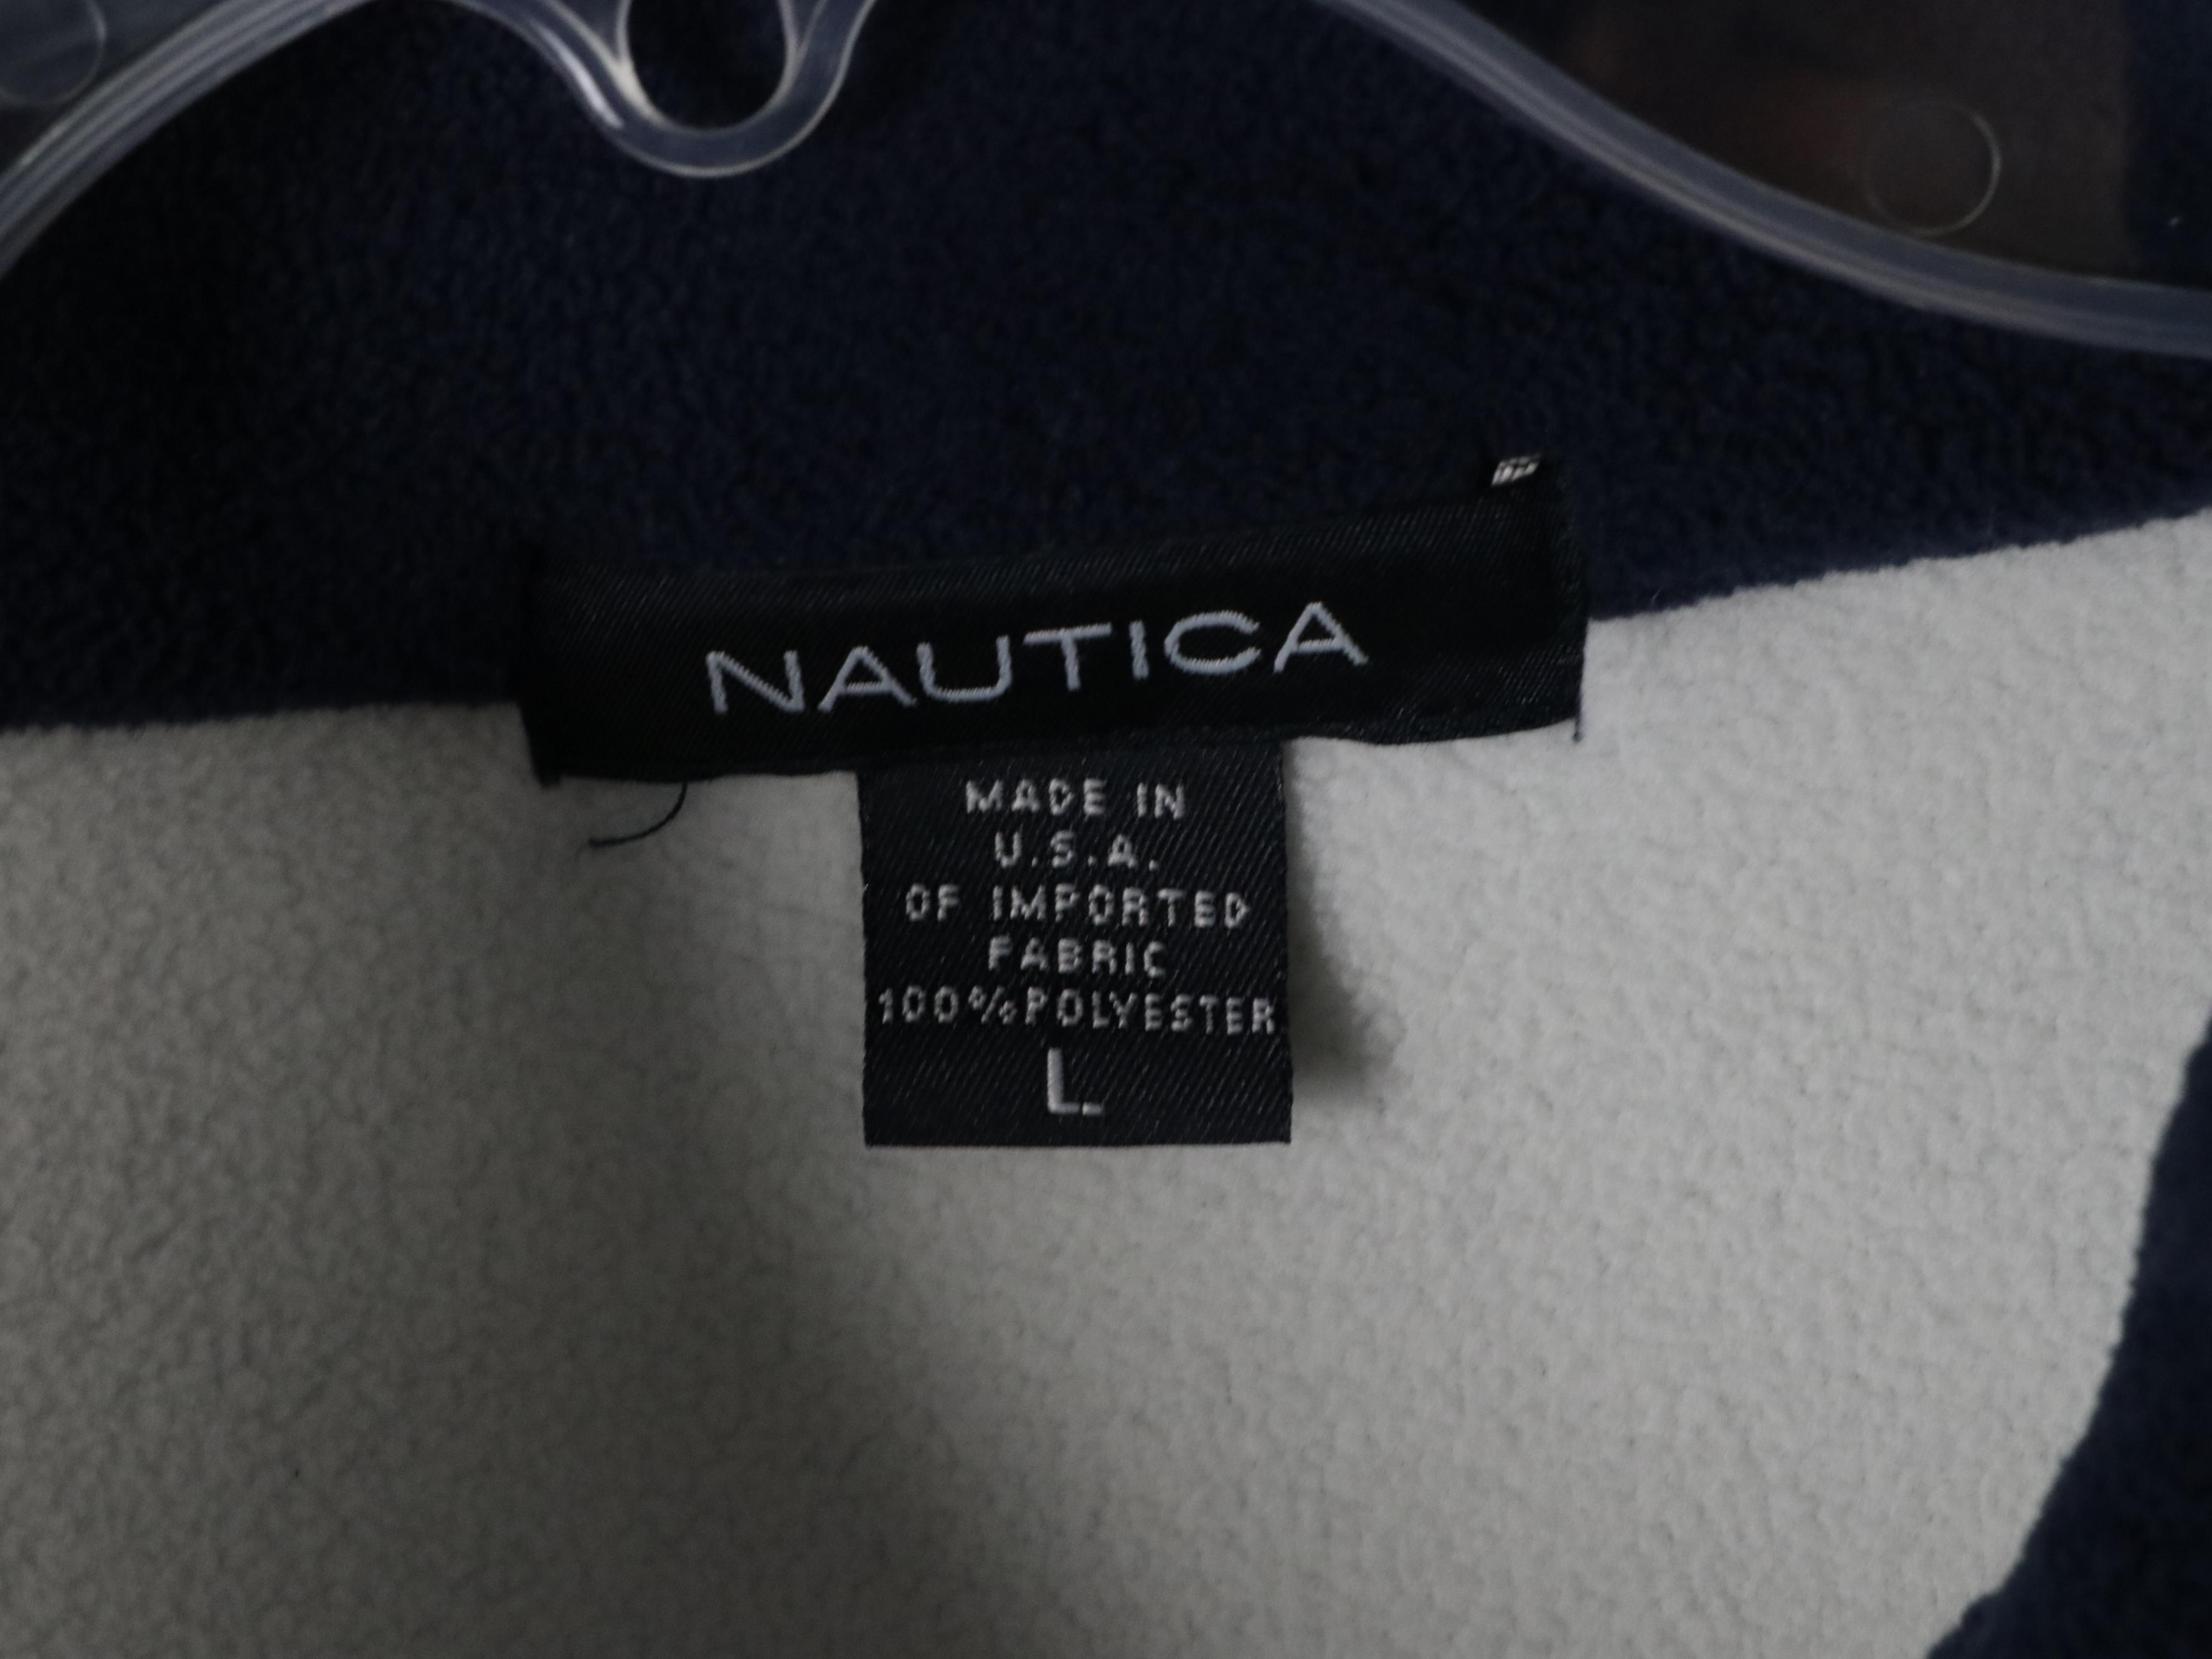 NAUTICA
MADE IN
U.S.A.
OF IMPORTED
FABRIC
100%POLYESTER
L